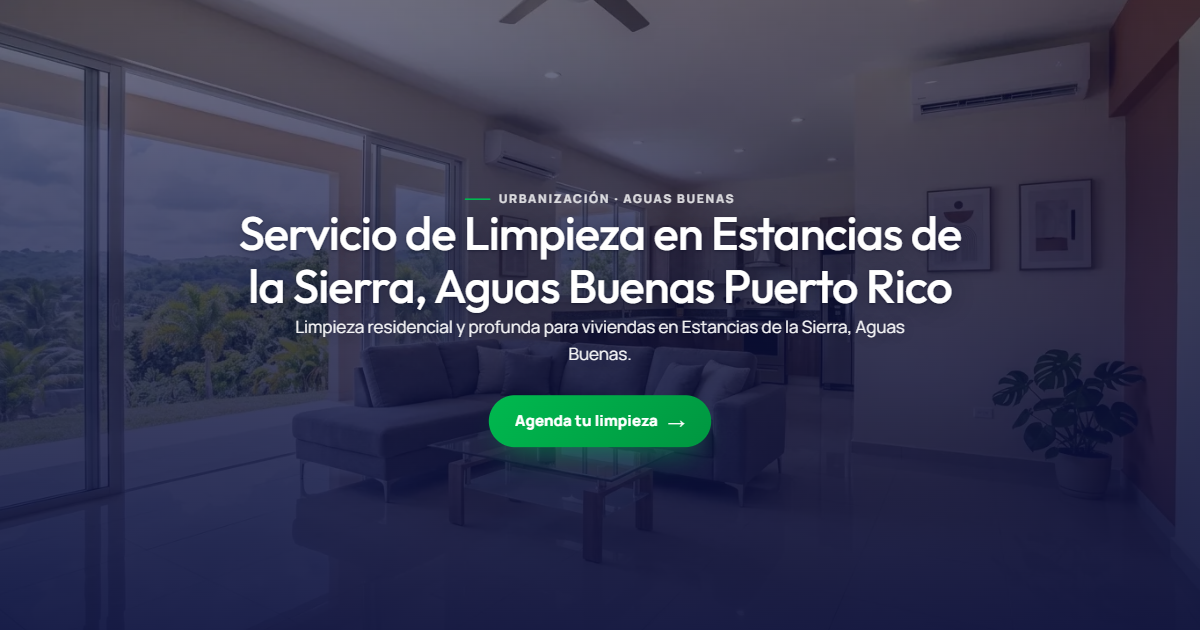 URBANIZACIÓN · AGUAS BUENAS
Servicio de Limpieza en Estancias de
la Sierra, Aguas Buenas Puerto Rico
Limpieza residencial y profunda para viviendas en Estancias de la Sierra, Aguas
Buenas.
Agenda tu limpieza →